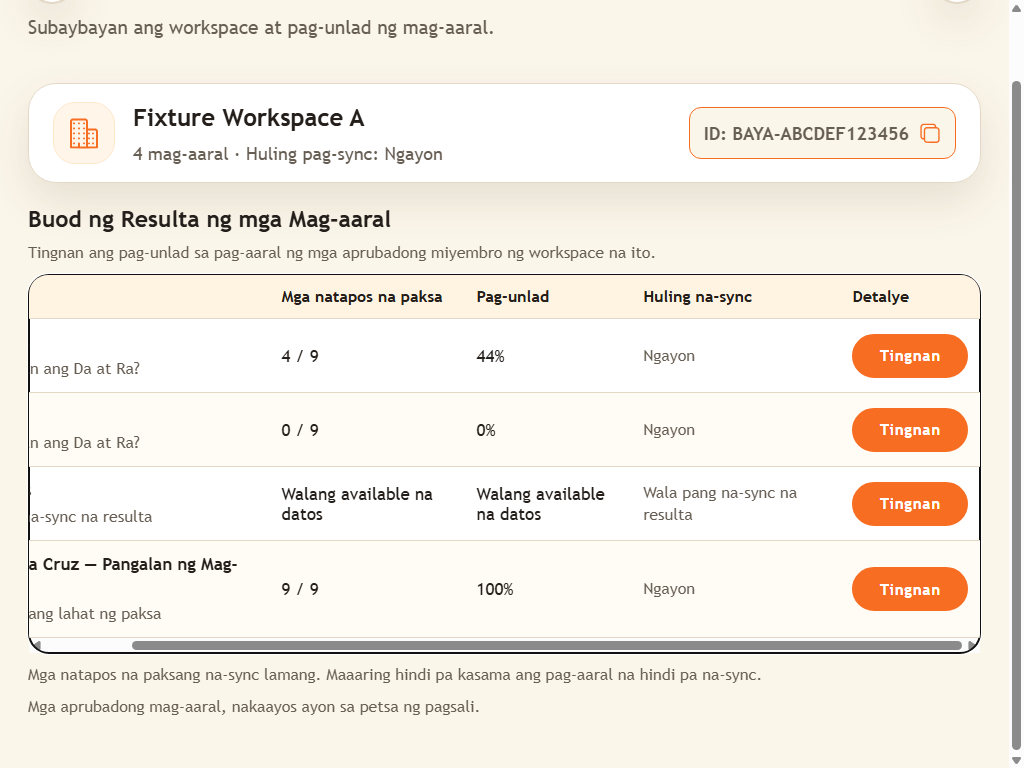 Subaybayan ang workspace at pag-unlad ng mag-aaral.
Fixture Workspace A
4 mag-aaral · Huling pag-sync: Ngayon
ID: BAYA-ABCDEF123456
Buod ng Resulta ng mga Mag-aaral
Tingnan ang pag-unlad sa pag-aaral ng mga aprubadong miyembro ng workspace na ito.
Mga natapos na paksa Pag-unlad Huling na-sync Detalye
n ang Da at Ra? 4 / 9 44% Ngayon Tingnan
n ang Da at Ra? 0 / 9 0% Ngayon Tingnan
a-sync na resulta Walang available na datos Walang available na datos Wala pang na-sync na resulta Tingnan
a Cruz — Pangalan ng Mag-
ang lahat ng paksa 9 / 9 100% Ngayon Tingnan
Mga natapos na paksang na-sync lamang. Maaaring hindi pa kasama ang pag-aaral na hindi pa na-sync.
Mga aprubadong mag-aaral, nakaayos ayon sa petsa ng pagsali.